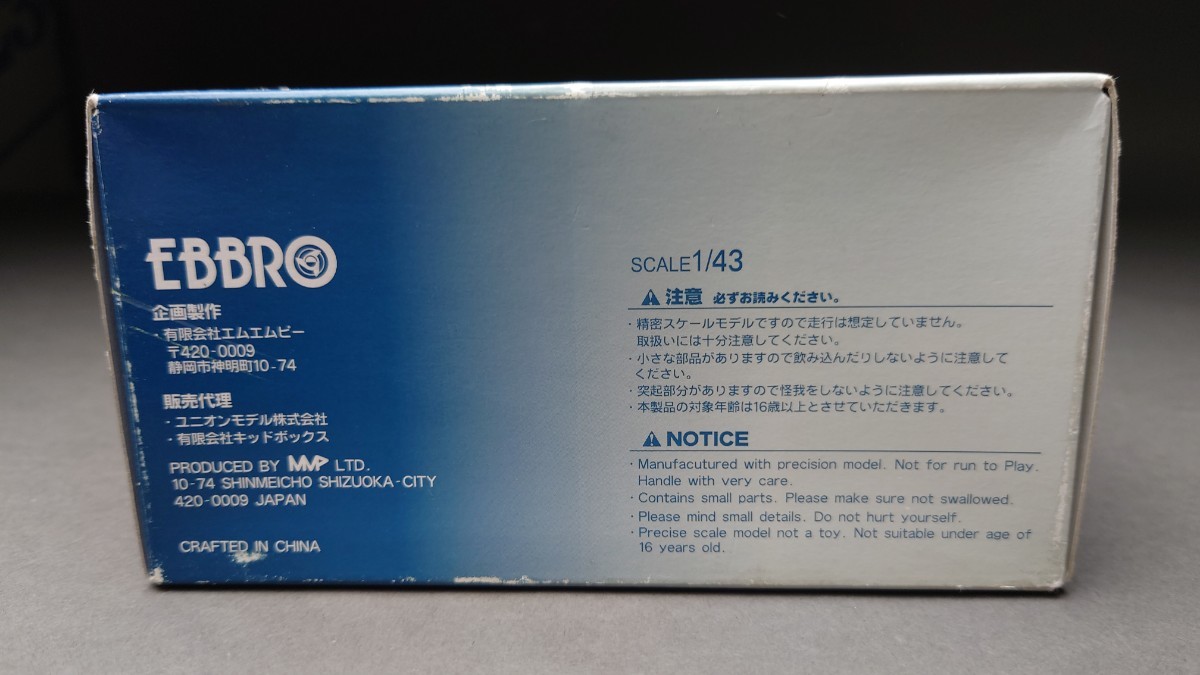 EBBRO
企画製作
・有限会社エムエムピー
〒420-0009
静岡市神明町10-74
販売代理
・ユニオンモデル株式会社
・有限会社キッドボックス
PRODUCED BY MMP LTD.
10-74 SHINMEICHO SHIZUOKA-CITY
420-0009 JAPAN
CRAFTED IN CHINA
SCALE1/43
注意 必ずお読みください。
・精密スケールモデルですので走行は想定していません。
取扱いには十分注意してください。
・小さな部品がありますので飲み込んだりしないように注意して
ください。
・突起部分がありますので怪我をしないように注意してください。
・本製品の対象年齢は16歳以上とさせていただきます。
NOTICE
・Manufacutured with precision model. Not for run to Play.
Handle with very care.
・Contains small parts. Please make sure not swallowed.
・Please mind small details. Do not hurt yourself.
・Precise scale model not a toy. Not suitable under age of
16 years old.